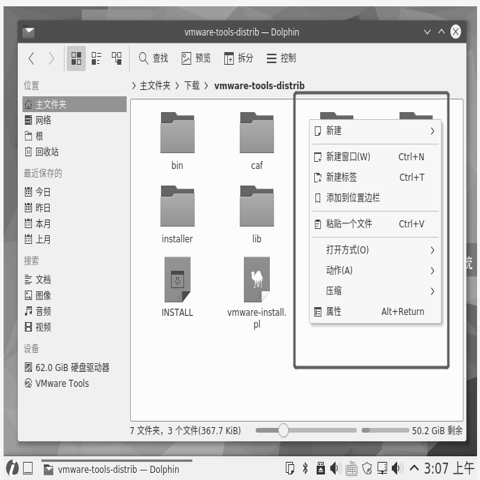 vmware-tools-distrib — Dolphin
查找 预览 拆分 控制
位置
主文件夹 下载 vmware-tools-distrib
主文件夹
网络
根
回收站
最近保存的
今日
昨日
本月
上月
搜索
文档
图像
音频
视频
设备
62.0 GiB 硬盘驱动器
VMware Tools
bin
caf
installer
lib
INSTALL
vmware-install.
pl
新建
新建窗口(W) Ctrl+N
新建标签 Ctrl+T
添加到位置边栏
粘贴一个文件 Ctrl+V
打开方式(O)
动作(A)
压缩
属性 Alt+Return
7 文件夹，3 个文件(367.7 KiB)
50.2 GiB 剩余
vmware-tools-distrib — Dolphin
3:07 上午